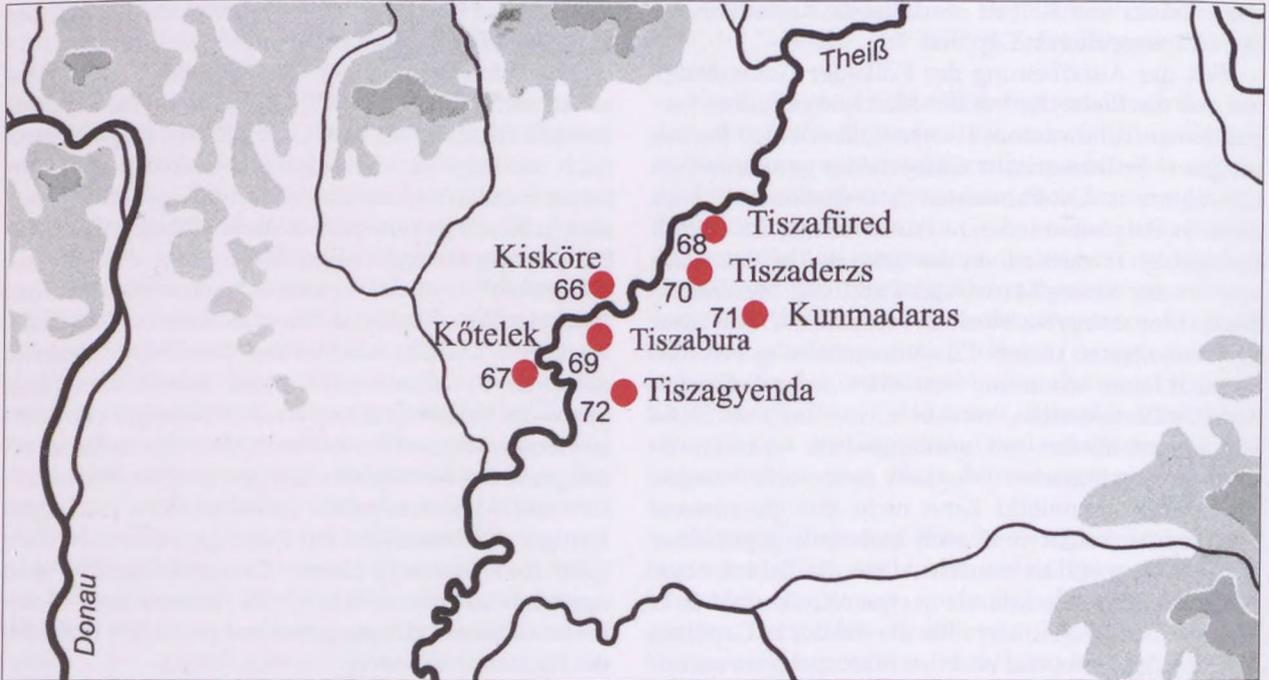 Theiß
Tiszafüred
68
Kisköre
Tiszaderzs
66
70
71 Kunmadaras
Kőtelek
Tiszabura
69
67
Tiszagyenda
72
Donau